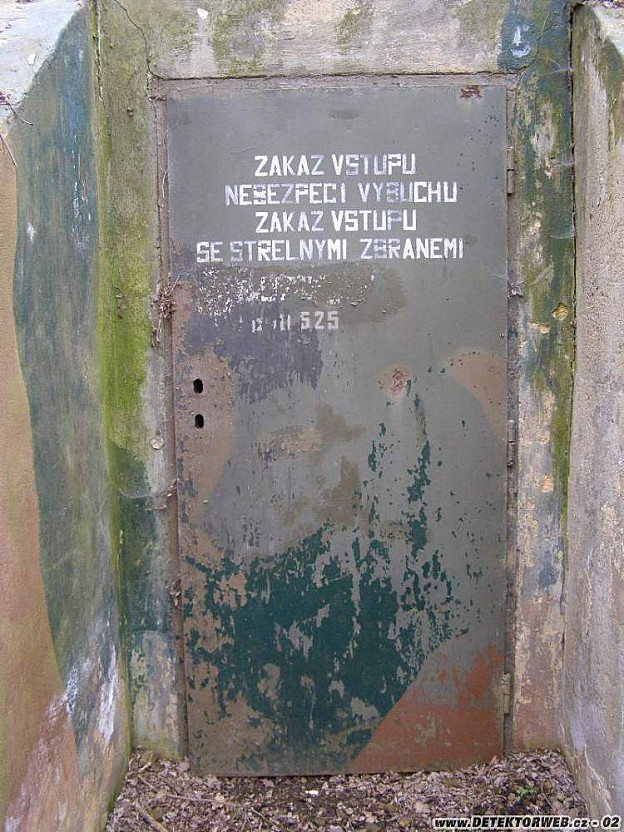 ZAKAZ VSTUPU
NEBEZPECI VYBUCHU
ZAKAZ VSTUPU
SE STRELNYMI ZBRANEMI
525
www.DETEKTORWEB.cz - 02